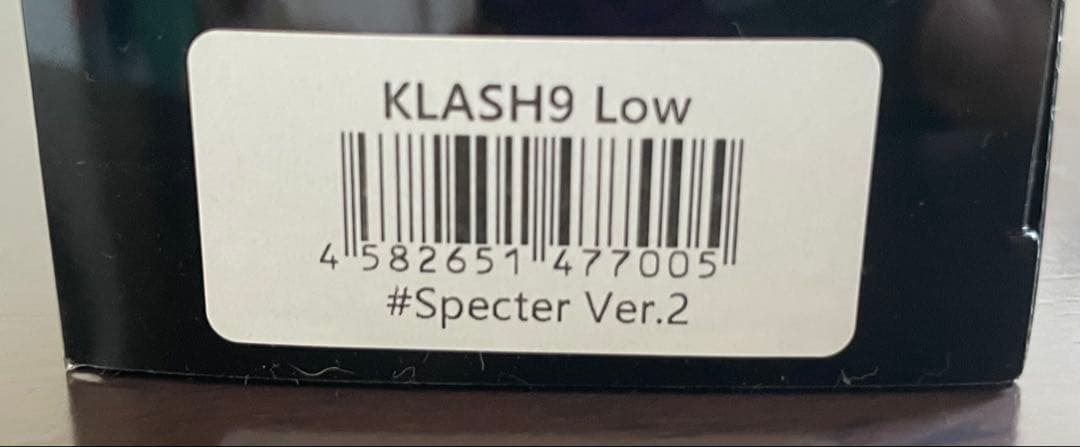 KLASH9 Low
4 582651 477005
#Specter Ver.2